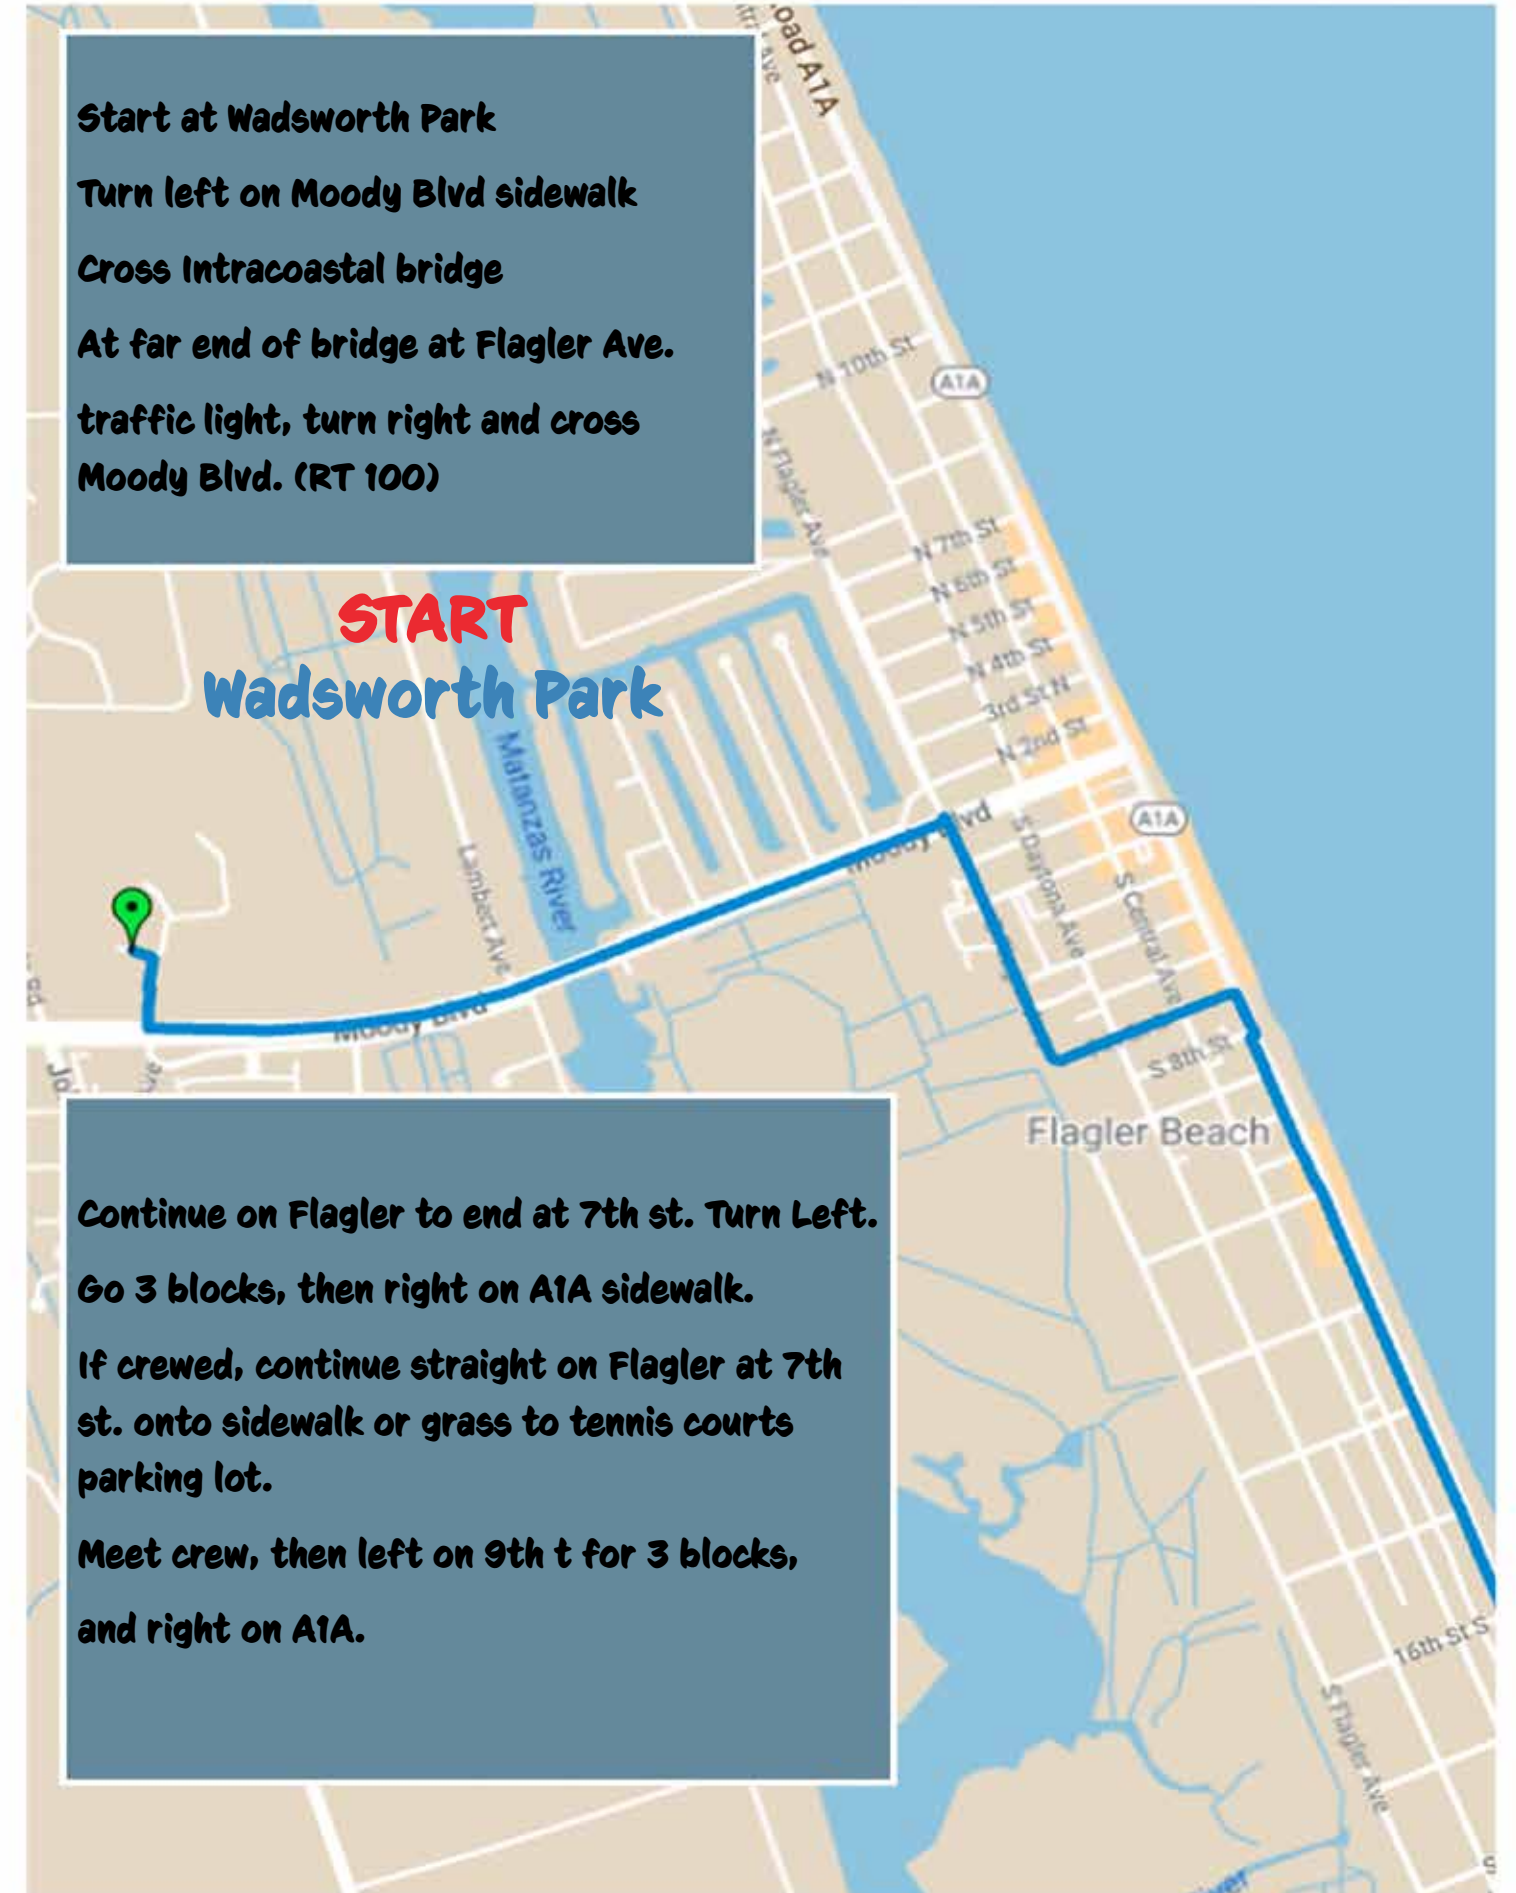 Start at Wadsworth Park
Turn left on Moody Blvd sidewalk
Cross Intracoastal bridge
At far end of bridge at Flagler Ave.
traffic light, turn right and cross
Moody Blvd. (RT 100)
START
Wadsworth Park
oad A1A
N 10th St
A1A
N Flagler Ave
N 7th St
N 6th St
N 5th St
N 4th St
3rd St N
N 2nd St
Matanzas River
Lambert Ave
Moody Blvd
Moody Blvd
A1A
S Daytona Ave
S Central Ave
S 8th St
Flagler Beach
Continue on Flagler to end at 7th st. Turn Left.
Go 3 blocks, then right on A1A sidewalk.
If crewed, continue straight on Flagler at 7th
st. onto sidewalk or grass to tennis courts
parking lot.
Meet crew, then left on 9th t for 3 blocks,
and right on A1A.
16th St S
S Flagler Ave